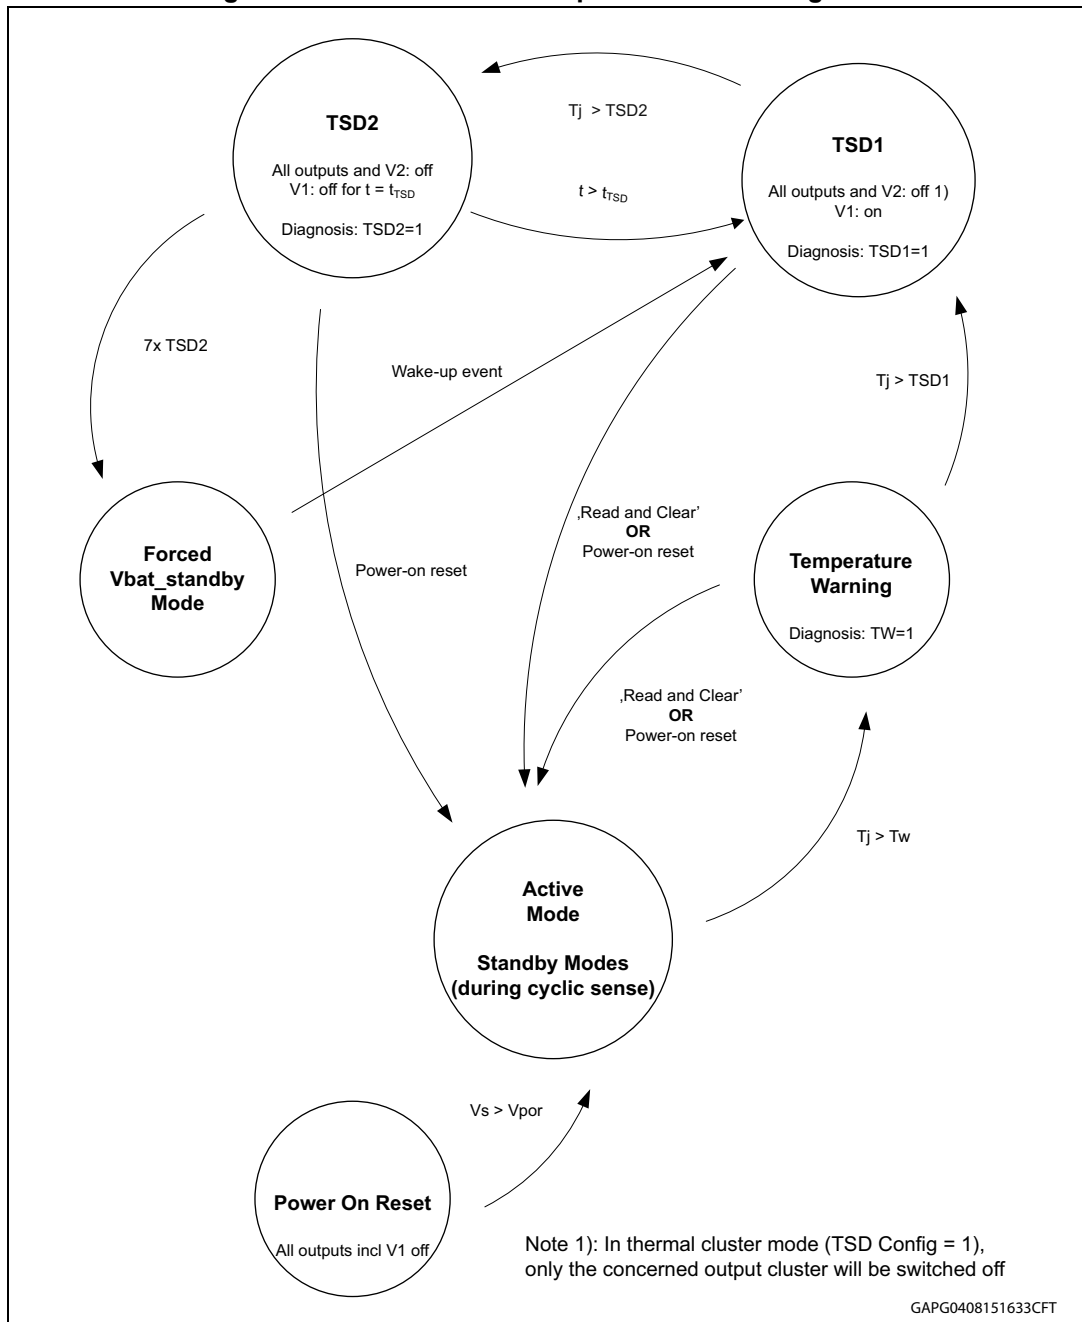 TSD2
All outputs and V2: off
V1: off for t = tTSD
Diagnosis: TSD2=1
Tj > TSD2
t > tTSD
TSD1
All outputs and V2: off 1)
V1: on
Diagnosis: TSD1=1
7x TSD2
Wake-up event
Tj > TSD1
Forced
Vbat_standby
Mode
Power-on reset
‚Read and Clear’
OR
Power-on reset
Temperature
Warning
Diagnosis: TW=1
‚Read and Clear’
OR
Power-on reset
Tj > Tw
Active
Mode
Standby Modes
(during cyclic sense)
Vs > Vpor
Power On Reset
All outputs incl V1 off
Note 1): In thermal cluster mode (TSD Config = 1),
only the concerned output cluster will be switched off
GAPG0408151633CFT